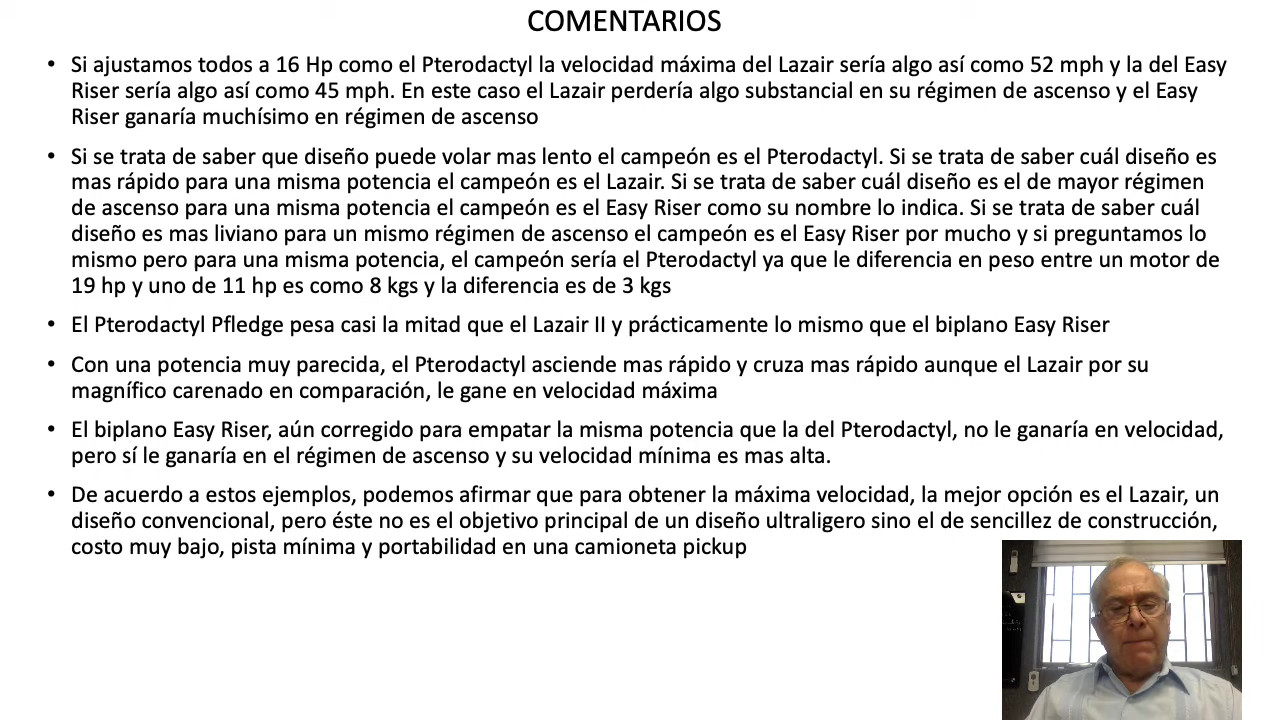 COMENTARIOS
• Si ajustamos todos a 16 Hp como el Pterodactyl la velocidad máxima del Lazair sería algo así como 52 mph y la del Easy
Riser sería algo así como 45 mph. En este caso el Lazair perdería algo substancial en su régimen de ascenso y el Easy
Riser ganaría muchísimo en régimen de ascenso
• Si se trata de saber que diseño puede volar mas lento el campeón es el Pterodactyl. Si se trata de saber cuál diseño es
mas rápido para una misma potencia el campeón es el Lazair. Si se trata de saber cuál diseño es el de mayor régimen
de ascenso para una misma potencia el campeón es el Easy Riser como su nombre lo indica. Si se trata de saber cuál
diseño es mas liviano para un mismo régimen de ascenso el campeón es el Easy Riser por mucho y si preguntamos lo
mismo pero para una misma potencia, el campeón sería el Pterodactyl ya que le diferencia en peso entre un motor de
19 hp y uno de 11 hp es como 8 kgs y la diferencia es de 3 kgs
• El Pterodactyl Pfledge pesa casi la mitad que el Lazair II y prácticamente lo mismo que el biplano Easy Riser
• Con una potencia muy parecida, el Pterodactyl asciende mas rápido y cruza mas rápido aunque el Lazair por su
magnífico carenado en comparación, le gane en velocidad máxima
• El biplano Easy Riser, aún corregido para empatar la misma potencia que la del Pterodactyl, no le ganaría en velocidad,
pero sí le ganaría en el régimen de ascenso y su velocidad mínima es mas alta.
• De acuerdo a estos ejemplos, podemos afirmar que para obtener la máxima velocidad, la mejor opción es el Lazair, un
diseño convencional, pero éste no es el objetivo principal de un diseño ultraligero sino el de sencillez de construcción,
costo muy bajo, pista mínima y portabilidad en una camioneta pickup